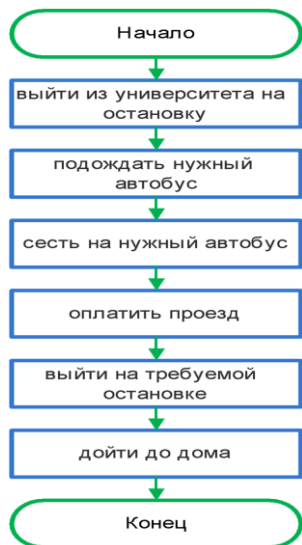 Начало
выйти из университета на
остановку
подождать нужный
автобус
сесть на нужный автобус
оплатить проезд
выйти на требуемой
остановке
дойти до дома
Конец